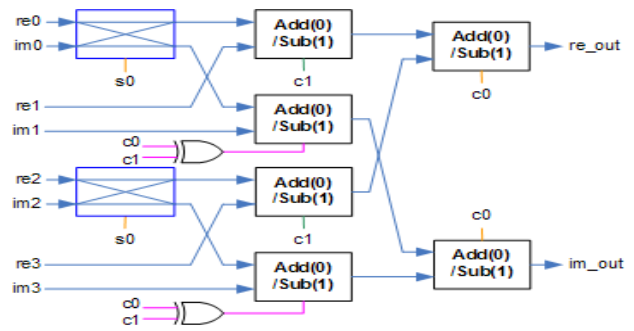 re0
im0
s0
re1
im1
c0
c1
re2
im2
s0
re3
im3
c0
c1
Add(0)
/Sub(1)
c1
Add(0)
/Sub(1)
Add(0)
/Sub(1)
c1
Add(0)
/Sub(1)
Add(0)
/Sub(1)
c0
re_out
c0
Add(0)
/Sub(1)
im_out